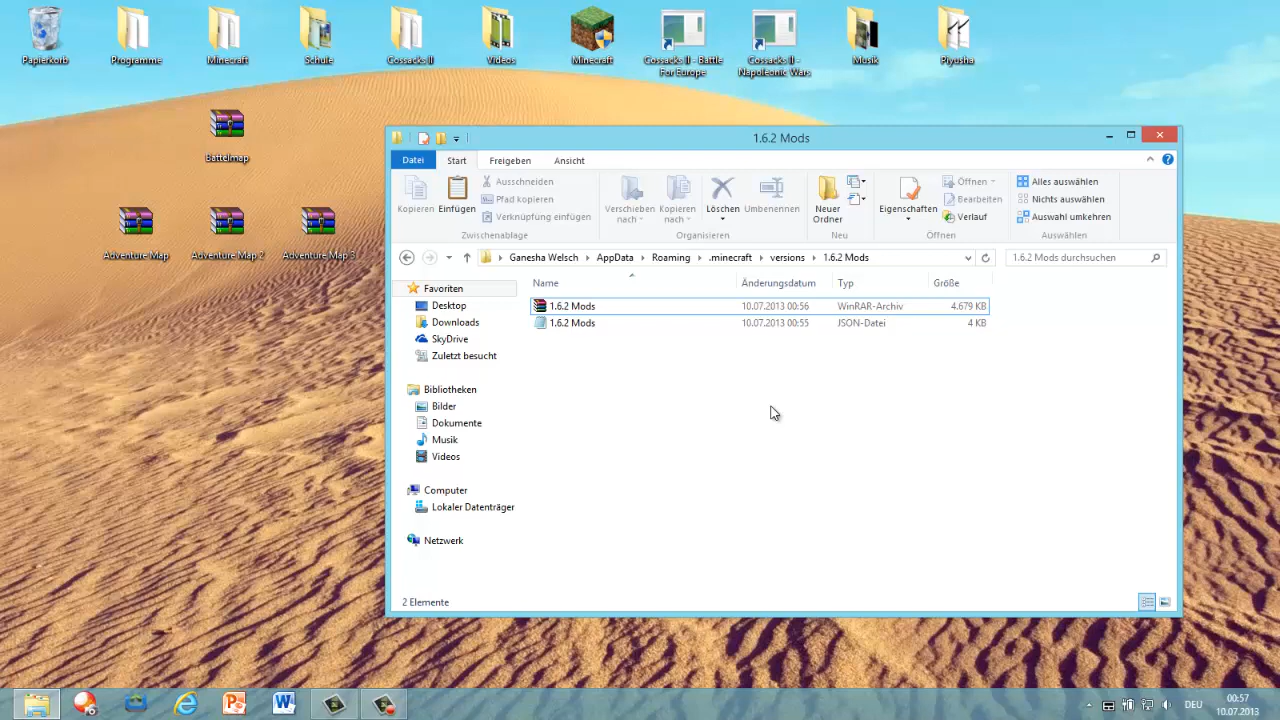 Papierkorb
Programme
Minecraft
Schule
Cossacks II
Videos
Minecraft
Cossacks II - Battle
For Europe
Cossacks II -
Napoleonic Wars
Musik
Piyusha
Battelmap
Adventure Map
Adventure Map 2
Adventure Map 3
1.6.2 Mods
Datei
Start
Freigeben
Ansicht
Kopieren
Einfügen
Ausschneiden
Pfad kopieren
Verknüpfung einfügen
Zwischenablage
Verschieben
nach
Kopieren
nach
Löschen
Umbenennen
Organisieren
Neuer
Ordner
Neu
Eigenschaften
Öffnen
Bearbeiten
Verlauf
Öffnen
Alles auswählen
Nichts auswählen
Auswahl umkehren
Auswählen
Ganesha Welsch
AppData
Roaming
.minecraft
versions
1.6.2 Mods
1.6.2 Mods durchsuchen
Name
Änderungsdatum
Typ
Größe
1.6.2 Mods 10.07.2013 00:56 WinRAR-Archiv 4.679 KB
1.6.2 Mods 10.07.2013 00:55 JSON-Datei 4 KB
Favoriten
Desktop
Downloads
SkyDrive
Zuletzt besucht
Bibliotheken
Bilder
Dokumente
Musik
Videos
Computer
Lokaler Datenträger
Netzwerk
2 Elemente
DEU
00:57
10.07.2013